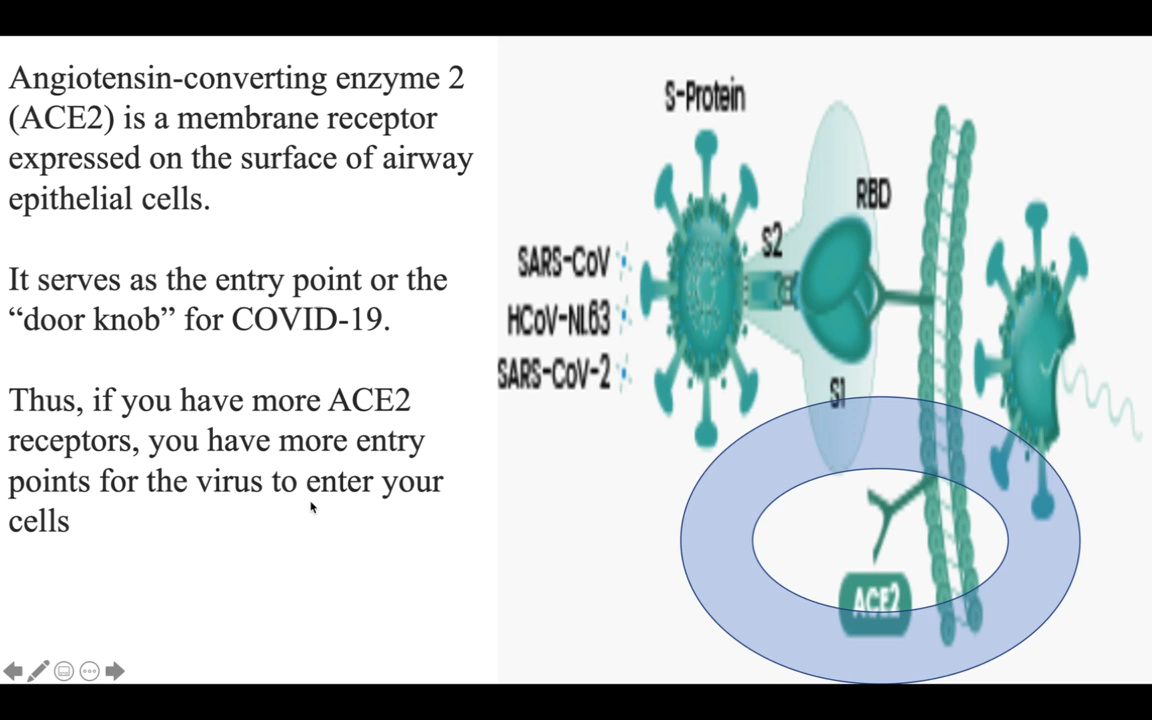 Angiotensin-converting enzyme 2
(ACE2) is a membrane receptor
expressed on the surface of airway
epithelial cells.
It serves as the entry point or the
“door knob” for COVID-19.
Thus, if you have more ACE2
receptors, you have more entry
points for the virus to enter your
cells
S-Protein
RBD
S2
SARS-CoV
HCoV-NL63
SARS-CoV-2
S1
ACE2